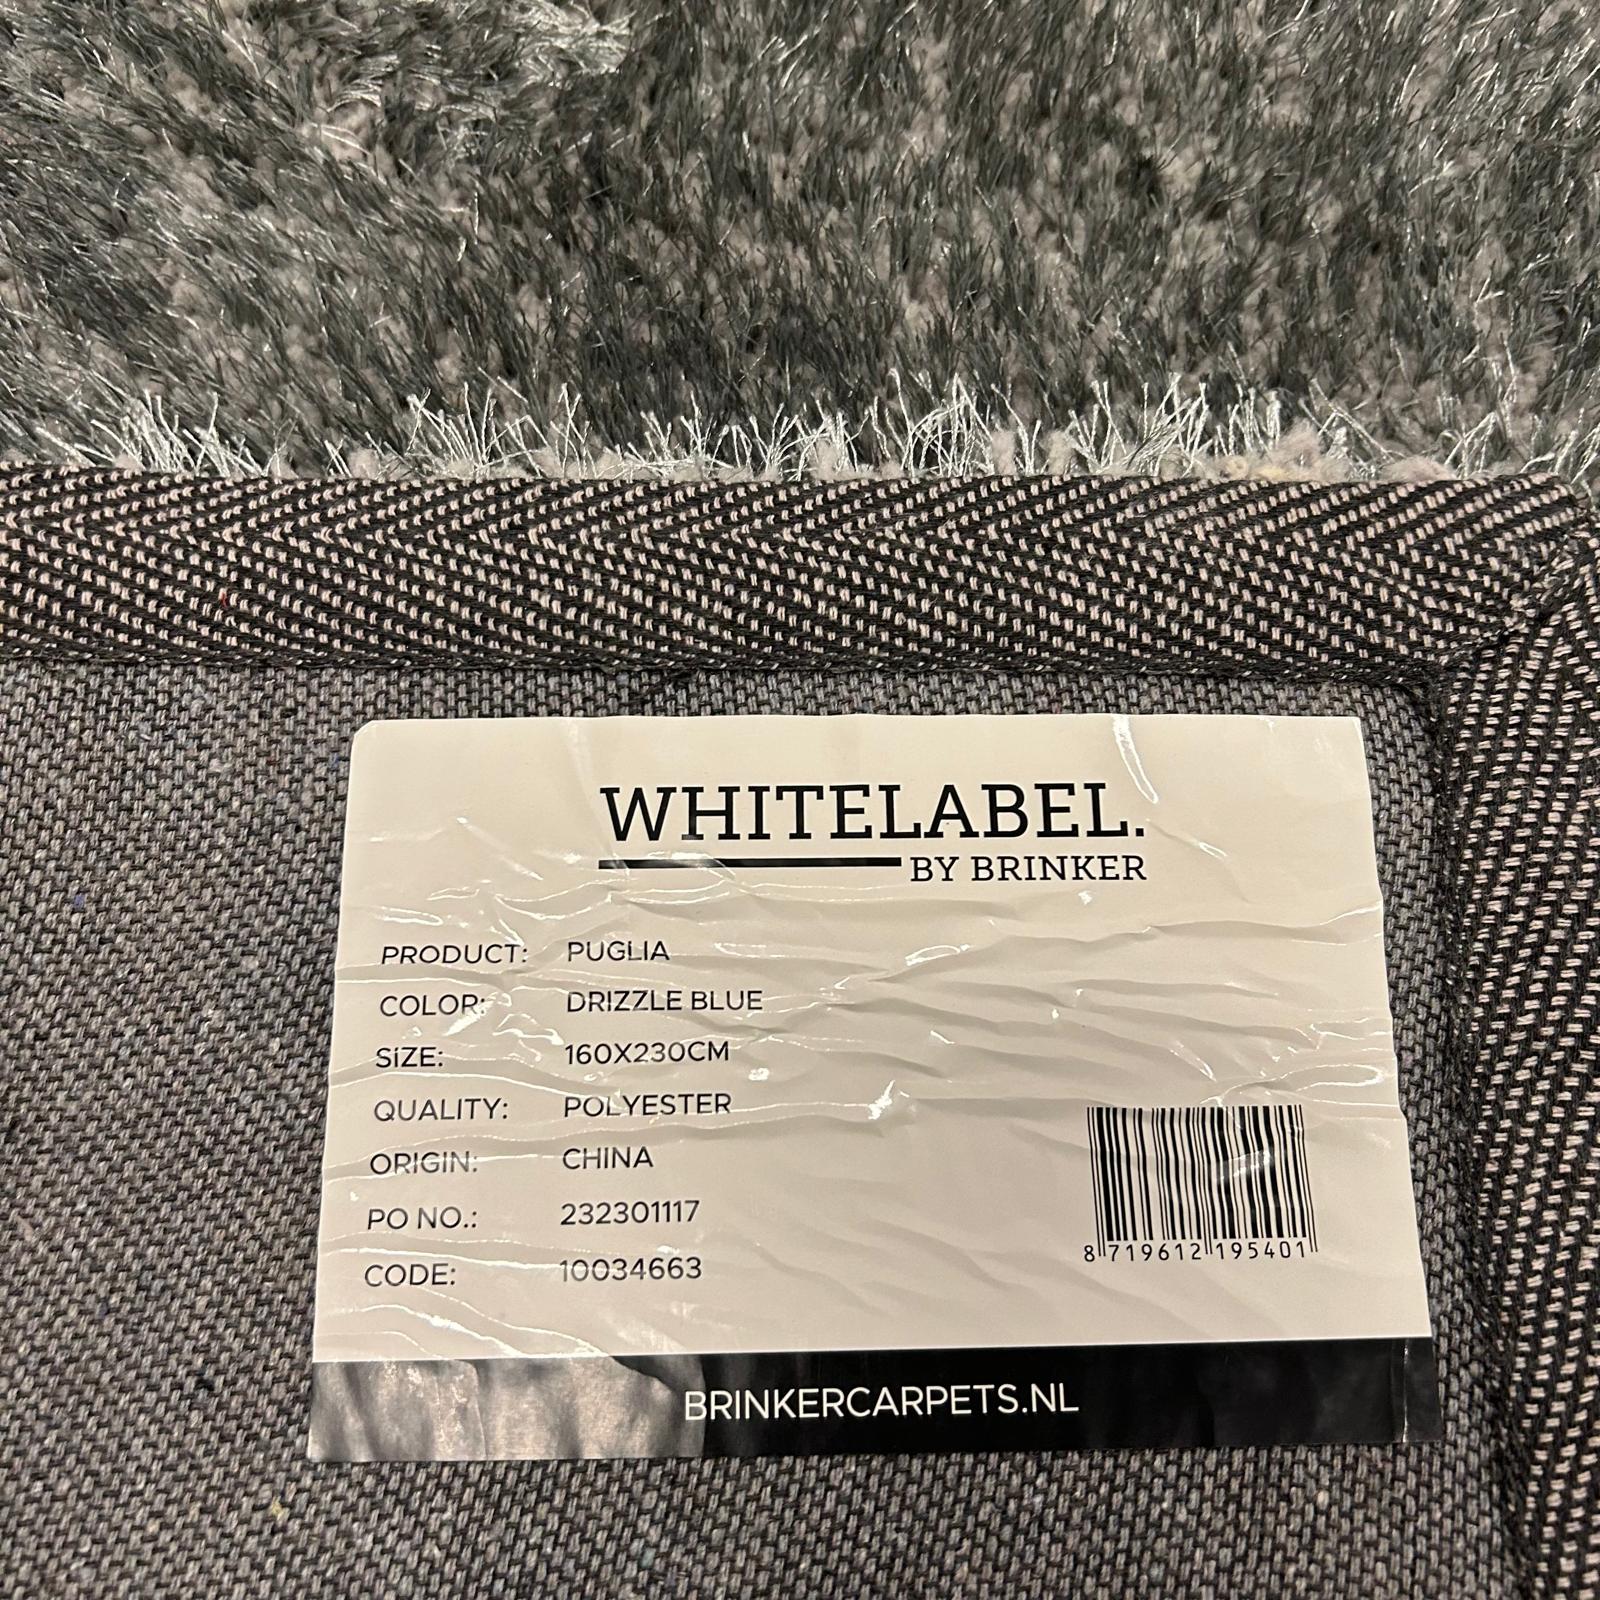 WHITELABEL.
BY BRINKER
PRODUCT: PUGLIA
COLOR: DRIZZLE BLUE
SIZE: 160X230CM
QUALITY: POLYESTER
ORIGIN: CHINA
PO NO.: 232301117
CODE: 10034663
8 719612 195401
BRINKERCARPETS.NL